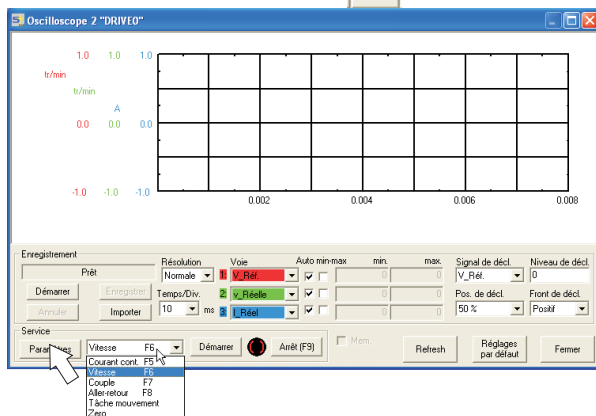 Oscilloscope 2 "DRIVE0"
1.0 1.0 1.0
tr/min
tr/min
A
0.0 0.0 0.0
-1.0 -1.0 -1.0
0.002 0.004 0.006 0.008
Enregistrement
Prêt
Démarrer Enregistrer
Annuler Importer
Résolution
Normale
Temps/Div.
10 ms
Voie Auto min-max min. max.
1: V_Réf. 0 0
2: v_Réelle 0 0
3: I_Réel 0 0
Signal de décl. Niveau de décl.
V_Réf. 0
Pos. de décl. Front de décl.
50 % Positif
Service
Paramètres Vitesse F6 Démarrer Arrêt (F9) Mem. Refresh Réglages par défaut Fermer
Courant cont. F5
Vitesse F6
Couple F7
Aller-retour F8
Tâche mouvement
Zero